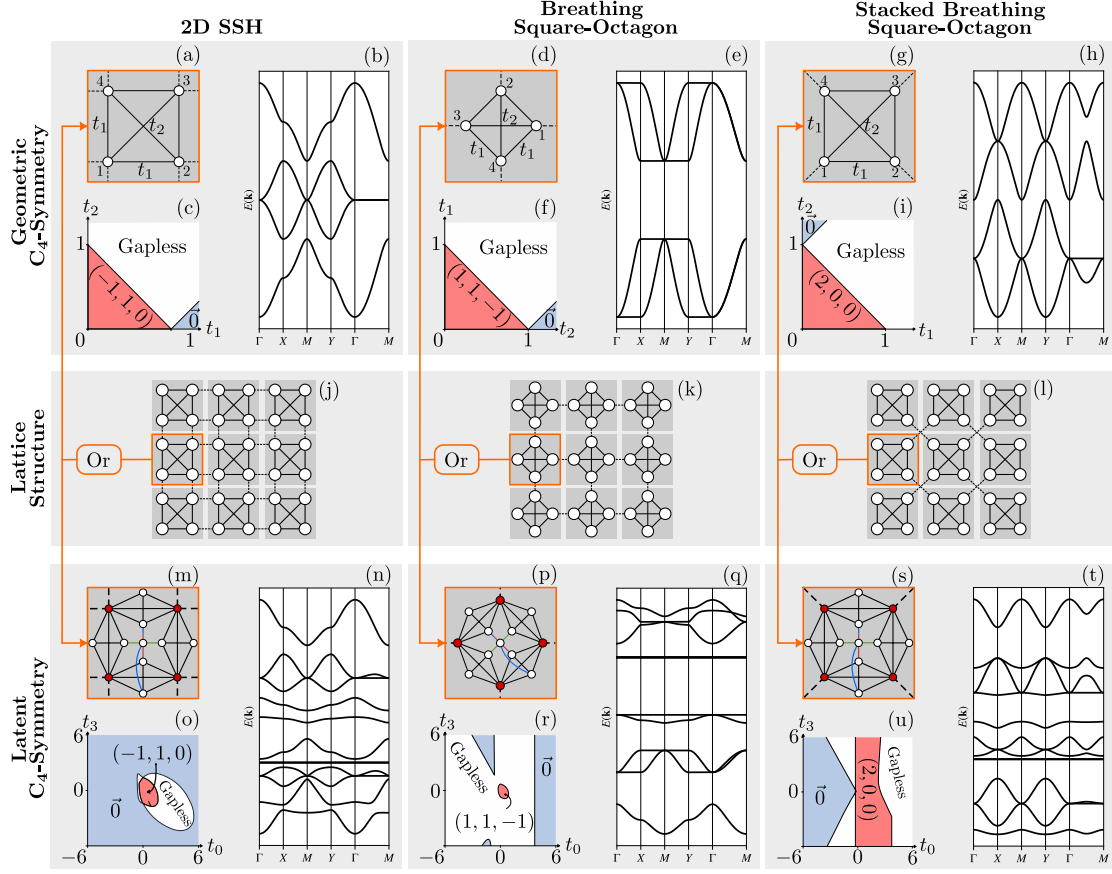 2D SSH
Breathing
Square-Octagon
Stacked Breathing
Square-Octagon
Geometric
C₄-Symmetry
(a)
4
3
t₁
t₂
1
2
t₁
(b)
E(k)
Γ X M Y Γ M
(c)
t₂
1
Gapless
(−1, 1, 0)
0⃗
0
1
t₁
(d)
2
3
t₂
1
t₁
t₁
4
(e)
E(k)
Γ X M Y Γ M
(f)
t₁
1
Gapless
(1, 1, −1)
0⃗
0
1
t₂
(g)
4
3
t₁
t₂
1
2
t₁
(h)
E(k)
Γ X M Y Γ M
(i)
t₂
0⃗
1
Gapless
(2, 0, 0)
0
1
t₁
Lattice
Structure
Or
(j)
Or
(k)
Or
(l)
Latent
C₄-Symmetry
(m)
(n)
E(k)
Γ X M Y Γ M
(o)
t₃
6
(−1, 1, 0)
0
0⃗
Gapless
−6
0
6
t₀
(p)
(q)
E(k)
Γ X M Y Γ M
(r)
t₃
6
Gapless
0⃗
0
(1, 1, −1)
−6
0
6
t₀
(s)
(t)
E(k)
Γ X M Y Γ M
(u)
t₃
6
0
0⃗
(2, 0, 0)
Gapless
−6
0
6
t₀